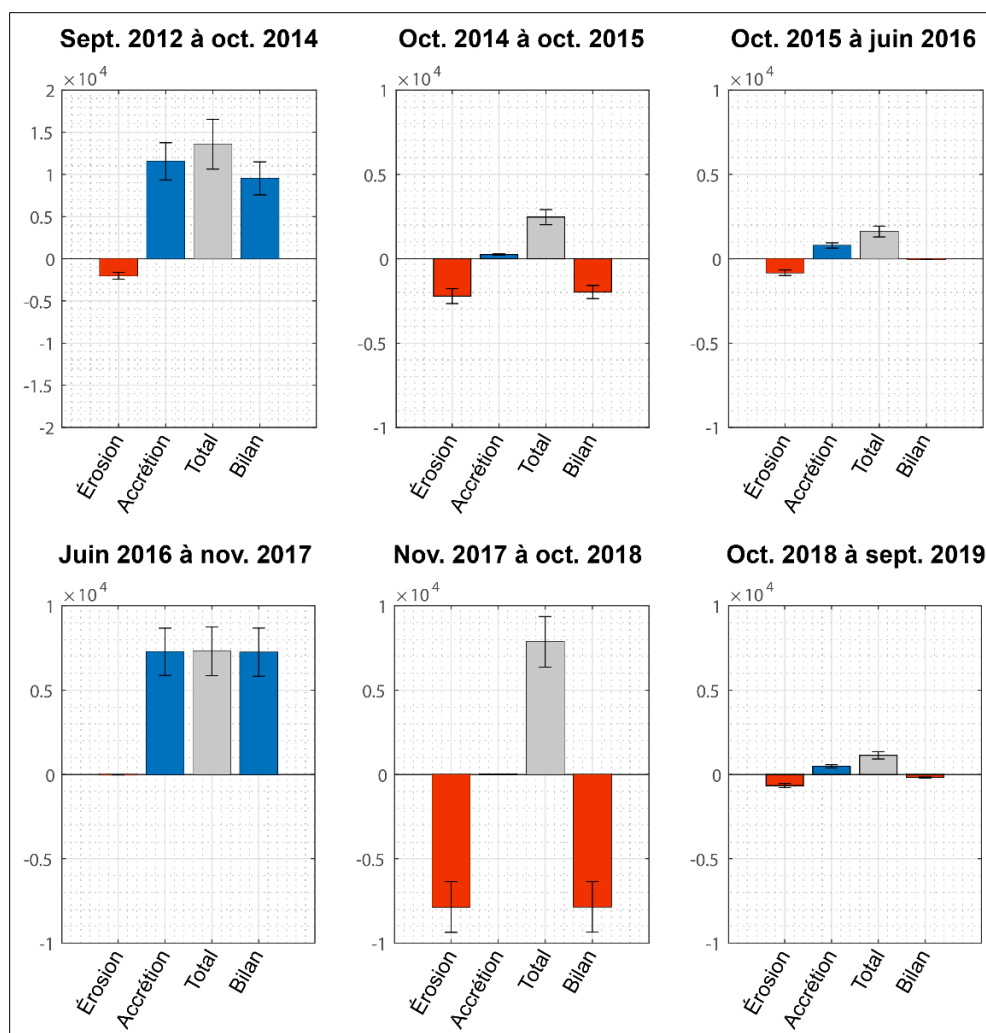 Sept. 2012 à oct. 2014
×10^4
2
1.5
1
0.5
0
-0.5
-1
-1.5
-2
Érosion
Accrétion
Total
Bilan
Oct. 2014 à oct. 2015
×10^4
1
0.5
0
-0.5
-1
Érosion
Accrétion
Total
Bilan
Oct. 2015 à juin 2016
×10^4
1
0.5
0
-0.5
-1
Érosion
Accrétion
Total
Bilan
Juin 2016 à nov. 2017
×10^4
1
0.5
0
-0.5
-1
Érosion
Accrétion
Total
Bilan
Nov. 2017 à oct. 2018
×10^4
1
0.5
0
-0.5
-1
Érosion
Accrétion
Total
Bilan
Oct. 2018 à sept. 2019
×10^4
1
0.5
0
-0.5
-1
Érosion
Accrétion
Total
Bilan